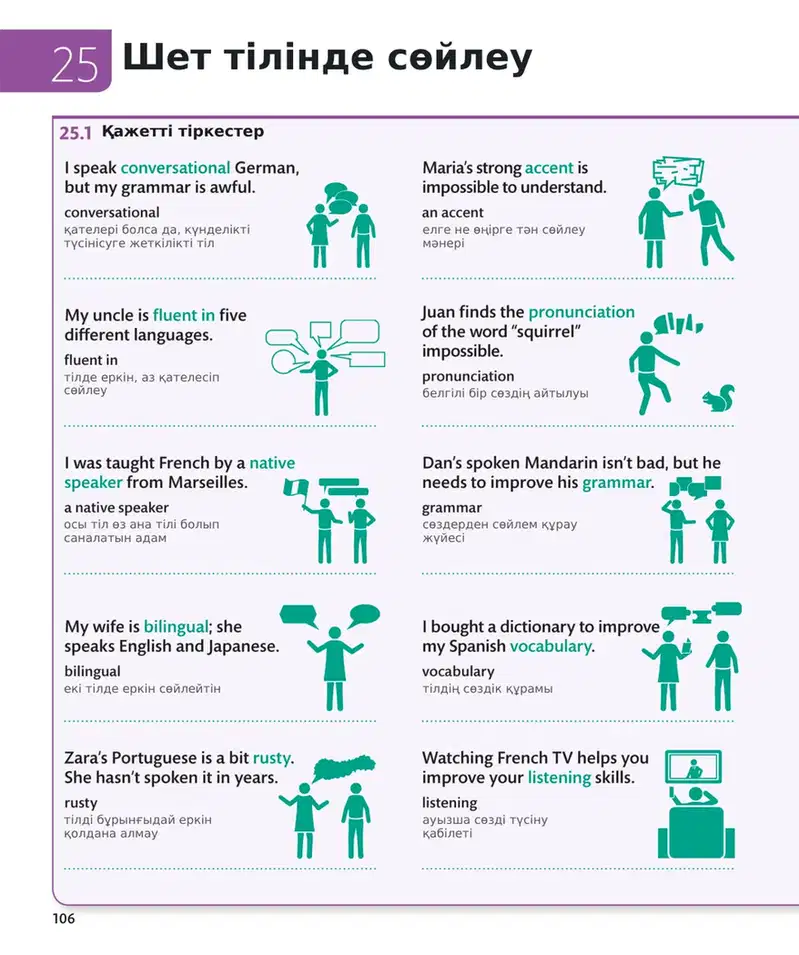 25
Шет тілінде сөйлеу
25.1 Қажетті тіркестер
I speak conversational German,
but my grammar is awful.
conversational
қателері болса да, күнделікті
түсінісуге жеткілікті тіл
My uncle is fluent in five
different languages.
fluent in
тілде еркін, аз қателесіп
сөйлеу
I was taught French by a native
speaker from Marseilles.
a native speaker
осы тіл өз ана тілі болып
саналатын адам
My wife is bilingual; she
speaks English and Japanese.
bilingual
екі тілде еркін сөйлейтін
Zara’s Portuguese is a bit rusty.
She hasn’t spoken it in years.
rusty
тілді бұрынғыдай еркін
қолдана алмау
Maria’s strong accent is
impossible to understand.
an accent
елге не өңірге тән сөйлеу
мәнері
Juan finds the pronunciation
of the word “squirrel”
impossible.
pronunciation
белгілі бір сөздің айтылуы
Dan’s spoken Mandarin isn’t bad, but he
needs to improve his grammar.
grammar
сөздерден сөйлем құрау
жүйесі
I bought a dictionary to improve
my Spanish vocabulary.
vocabulary
тілдің сөздік құрамы
Watching French TV helps you
improve your listening skills.
listening
ауызша сөзді түсіну
қабілеті
106